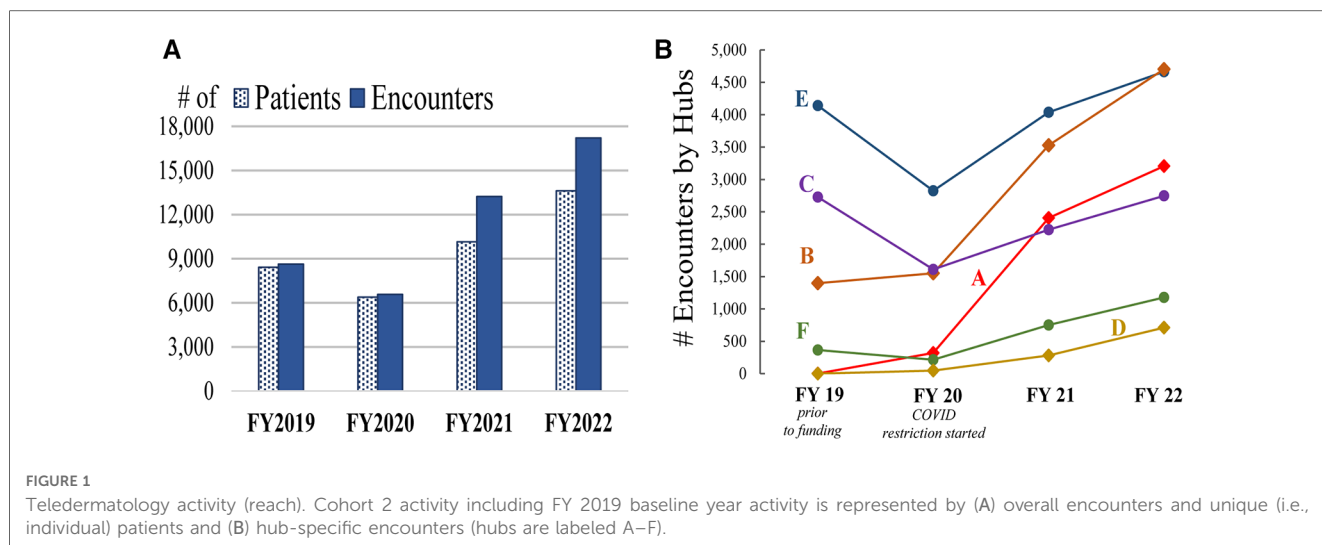 A
# of Patients Encounters
18,000
15,000
12,000
9,000
6,000
3,000
0
FY2019 FY2020 FY2021 FY2022
B
# Encounters by Hubs
5,000
4,500
4,000
3,500
3,000
2,500
2,000
1,500
1,000
500
0
E
C
B
A
F
D
FY 19 FY 20 FY 21 FY 22
prior COVID
to funding restriction started
FIGURE 1
Teledermatology activity (reach). Cohort 2 activity including FY 2019 baseline year activity is represented by (A) overall encounters and unique (i.e.,
individual) patients and (B) hub-specific encounters (hubs are labeled A–F).